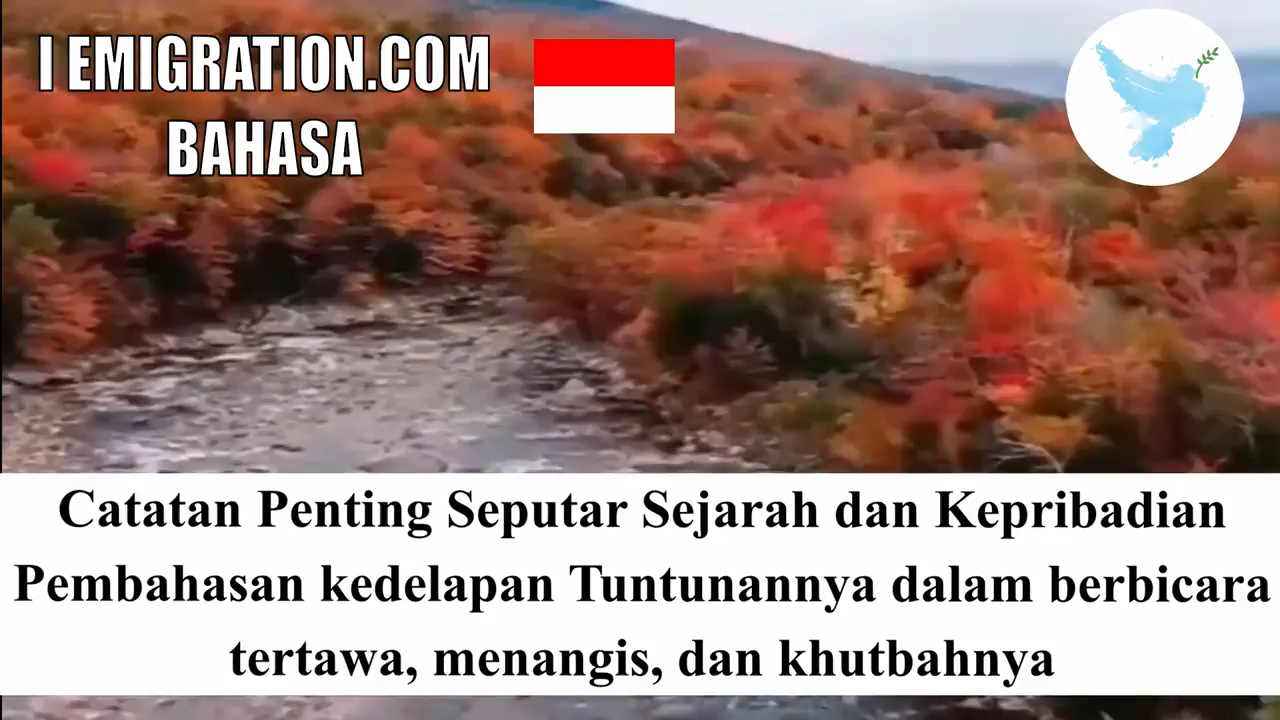 I EMIGRATION.COM
BAHASA
Catatan Penting Seputar Sejarah dan Kepribadian
Pembahasan kedelapan Tuntunannya dalam berbicara
tertawa, menangis, dan khutbahnya